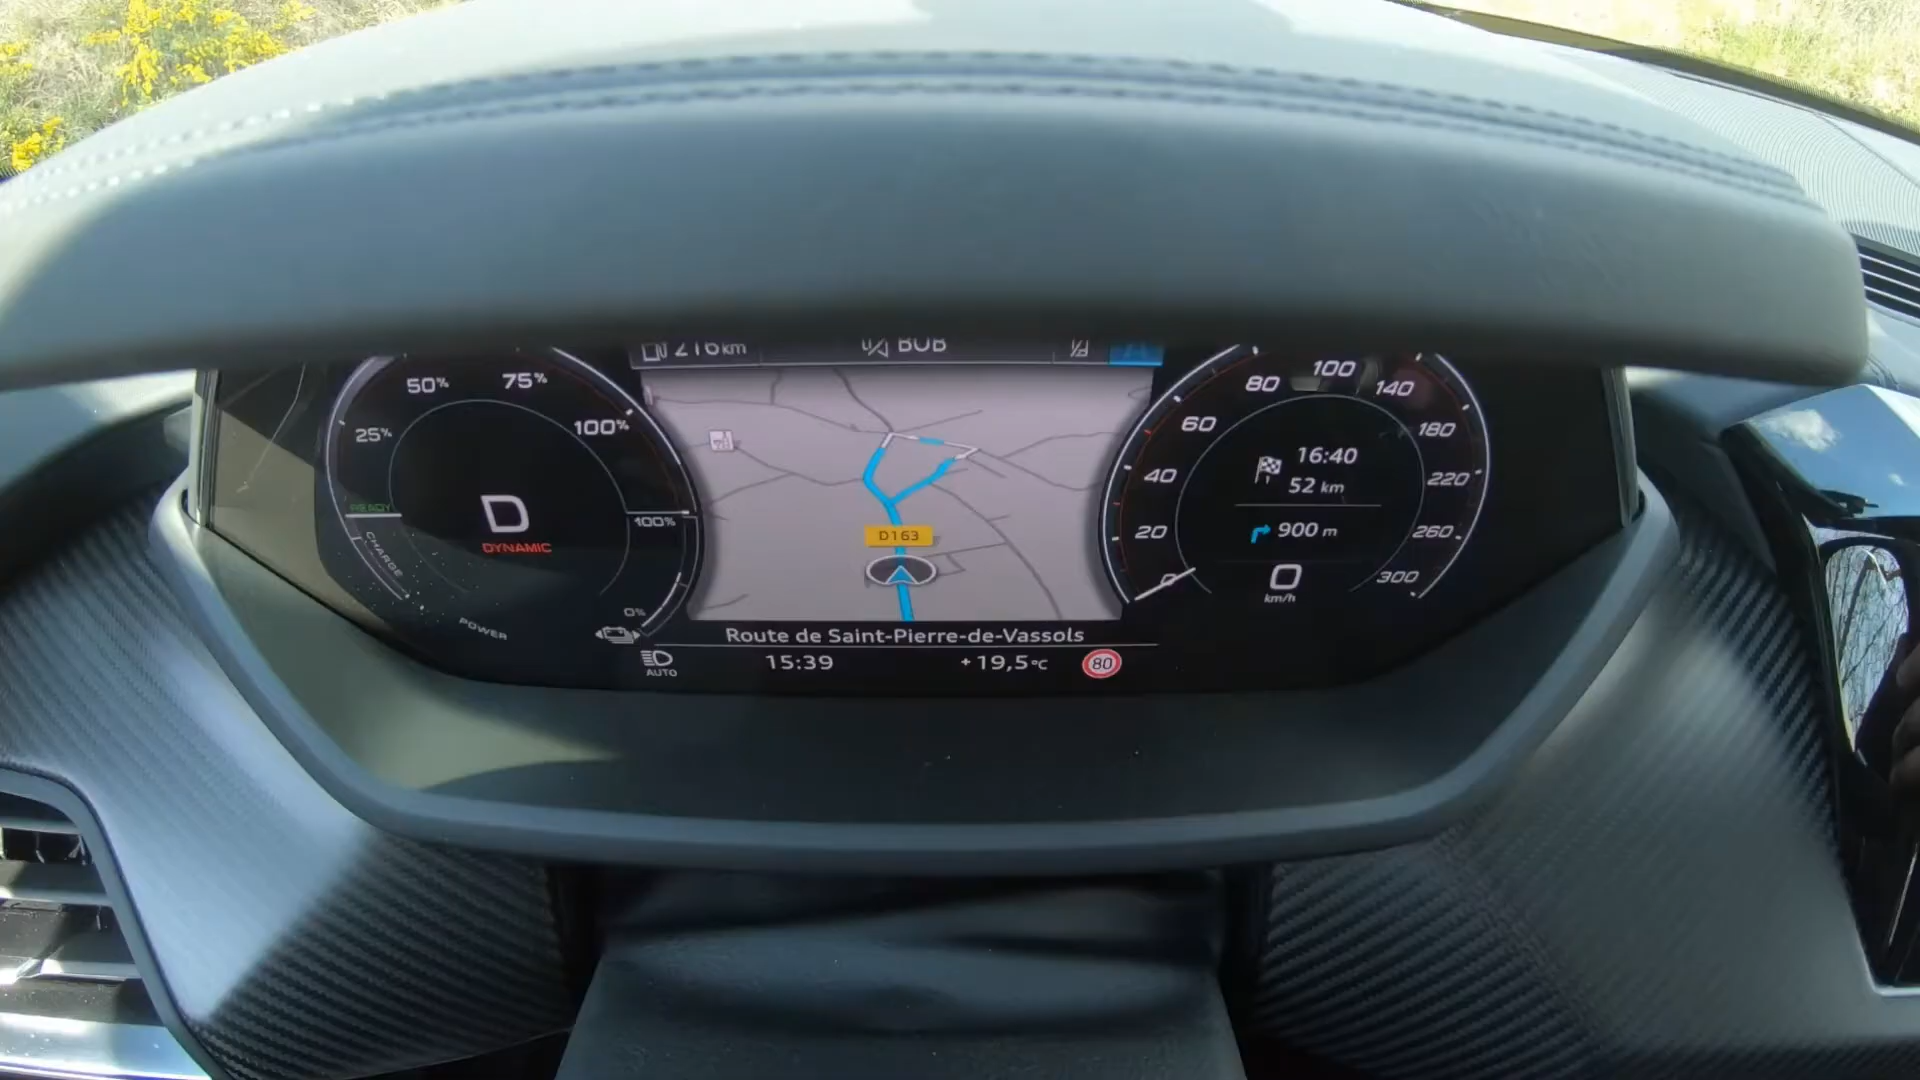 216 km
BOB
50%
75%
25%
100%
READY
D
DYNAMIC
100%
CHARGE
POWER
0%
D163
Route de Saint-Pierre-de-Vassols
AUTO
15:39
+19,5°C
80
100
80
140
60
180
40
220
20
260
0
300
16:40
52 km
900 m
0
km/h